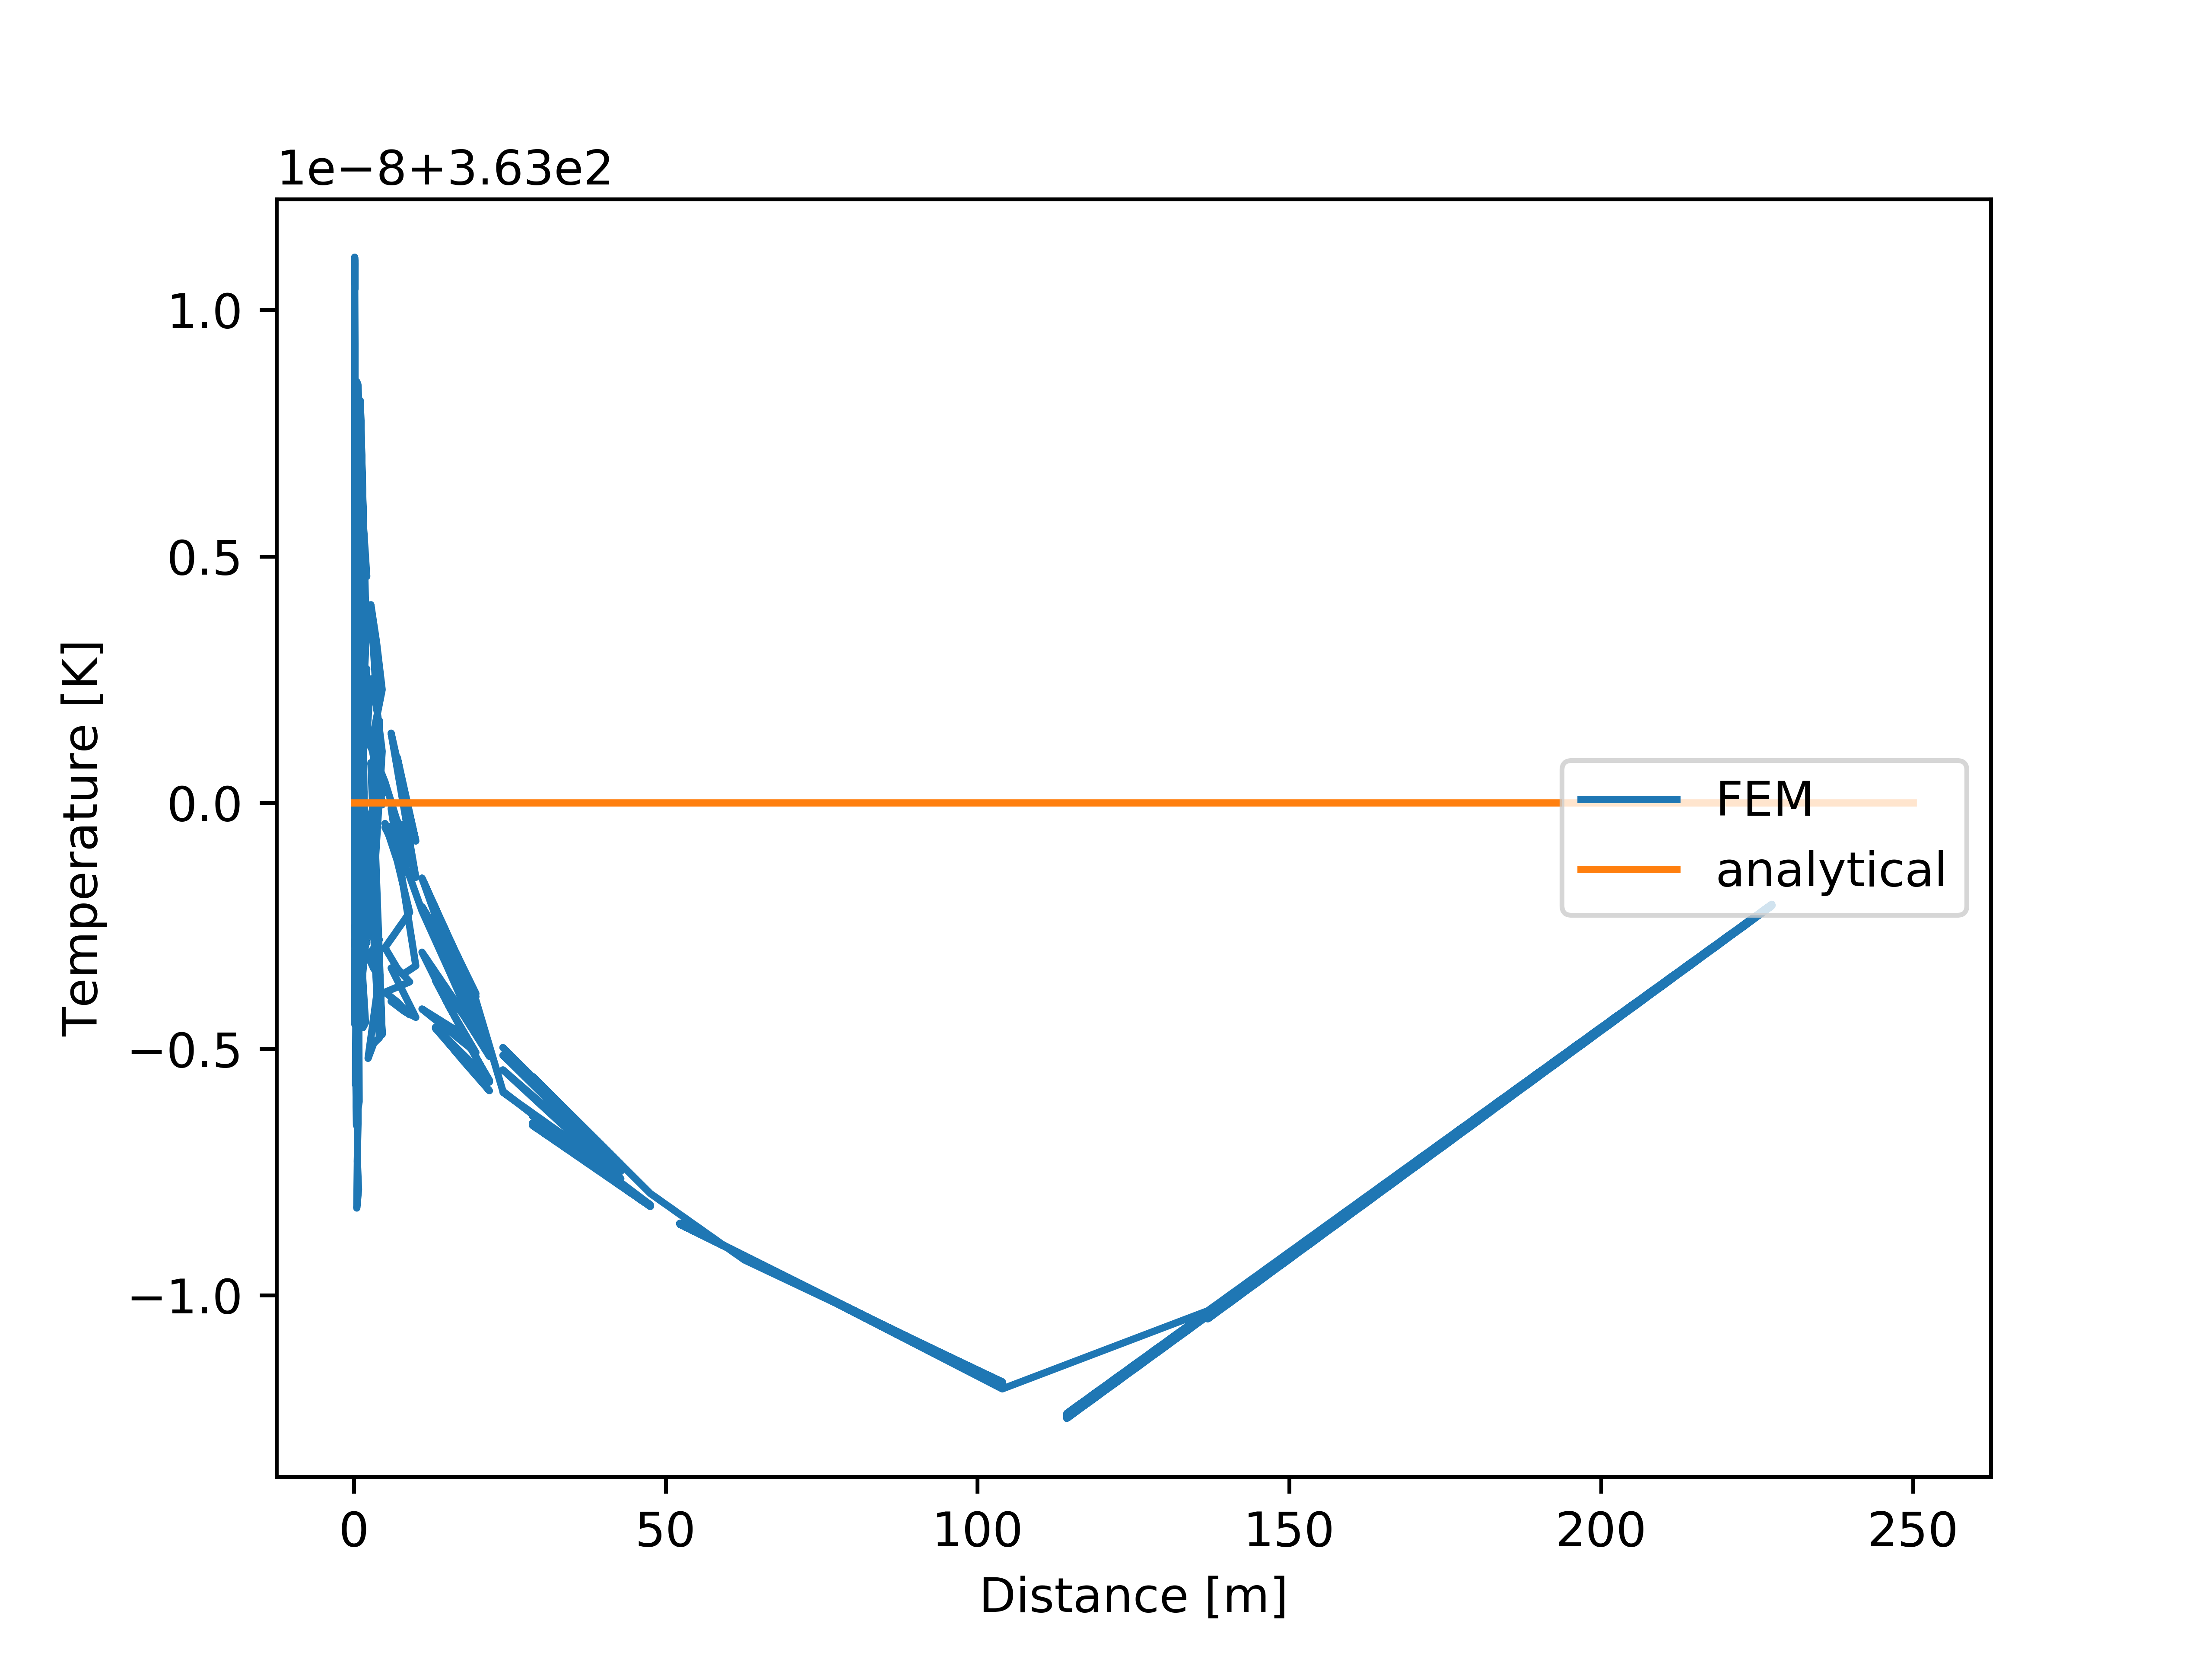 1e−8+3.63e2
1.0
0.5
0.0
−0.5
−1.0
Temperature [K]
FEM
analytical
0 50 100 150 200 250
Distance [m]